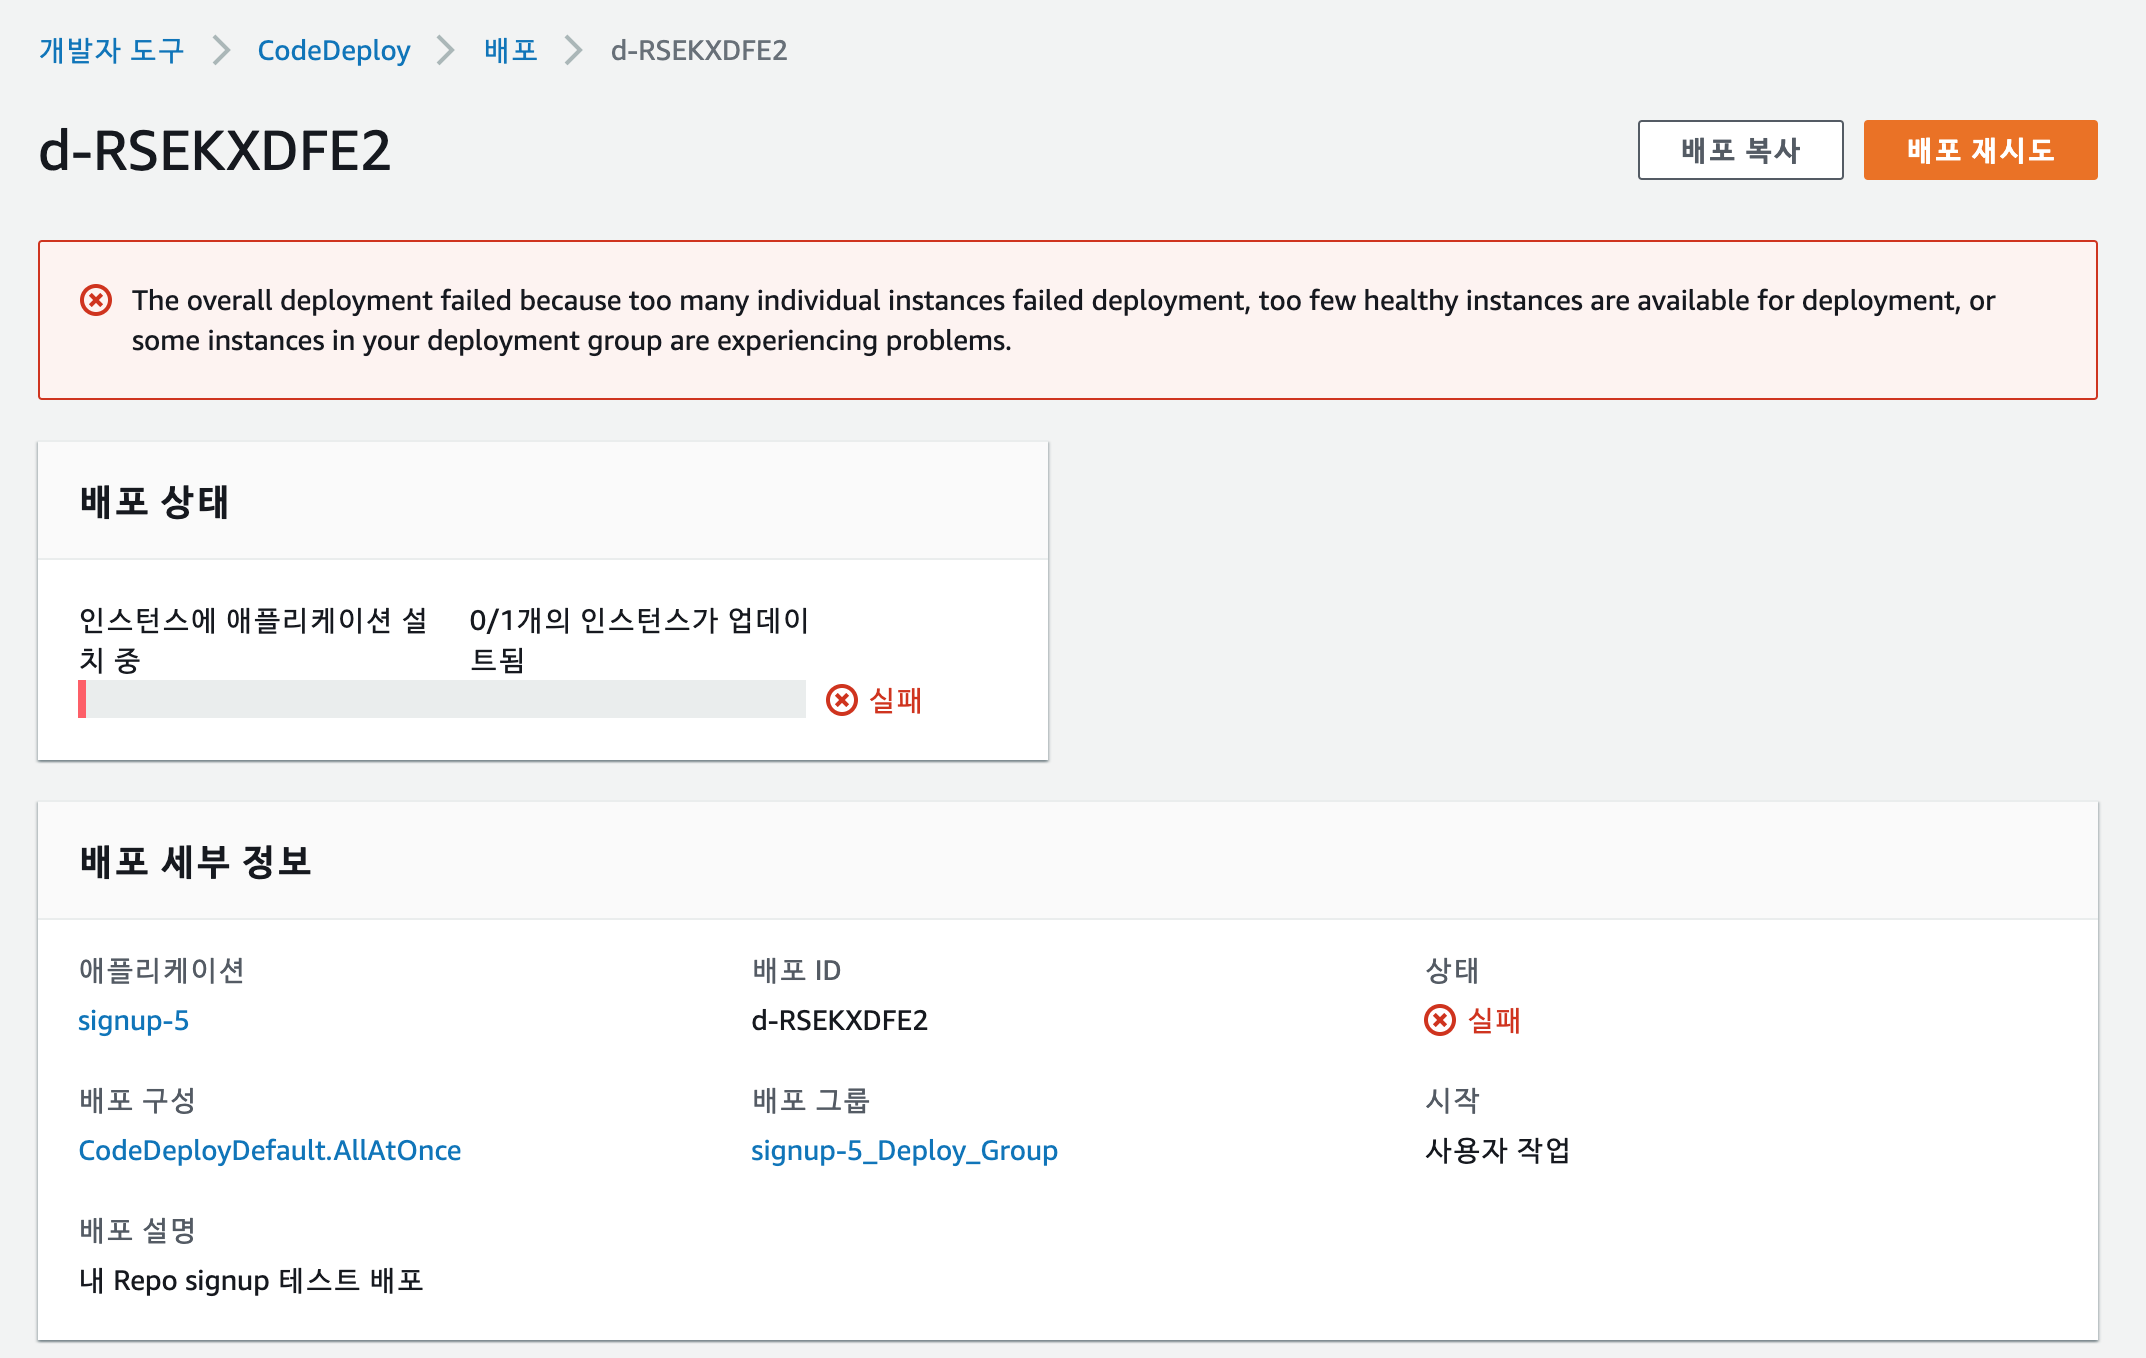 개발자 도구 CodeDeploy 배포 d-RSEKXDFE2
d-RSEKXDFE2
배포 복사 배포 재시도
The overall deployment failed because too many individual instances failed deployment, too few healthy instances are available for deployment, or
some instances in your deployment group are experiencing problems.
배포 상태
인스턴스에 애플리케이션 설
치 중
0/1개의 인스턴스가 업데이
트됨
실패
배포 세부 정보
애플리케이션
signup-5
배포 ID
d-RSEKXDFE2
상태
실패
배포 구성
CodeDeployDefault.AllAtOnce
배포 그룹
signup-5_Deploy_Group
시작
사용자 작업
배포 설명
내 Repo signup 테스트 배포